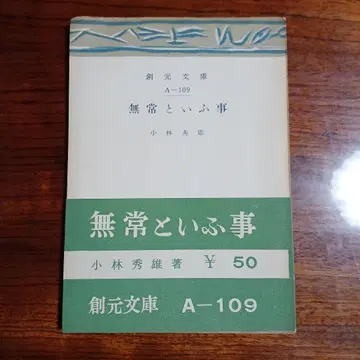 創元文庫
A—109
無常といふ事
小林秀雄
無常といふ事
小林秀雄著 ¥ 50
創元文庫 A—109